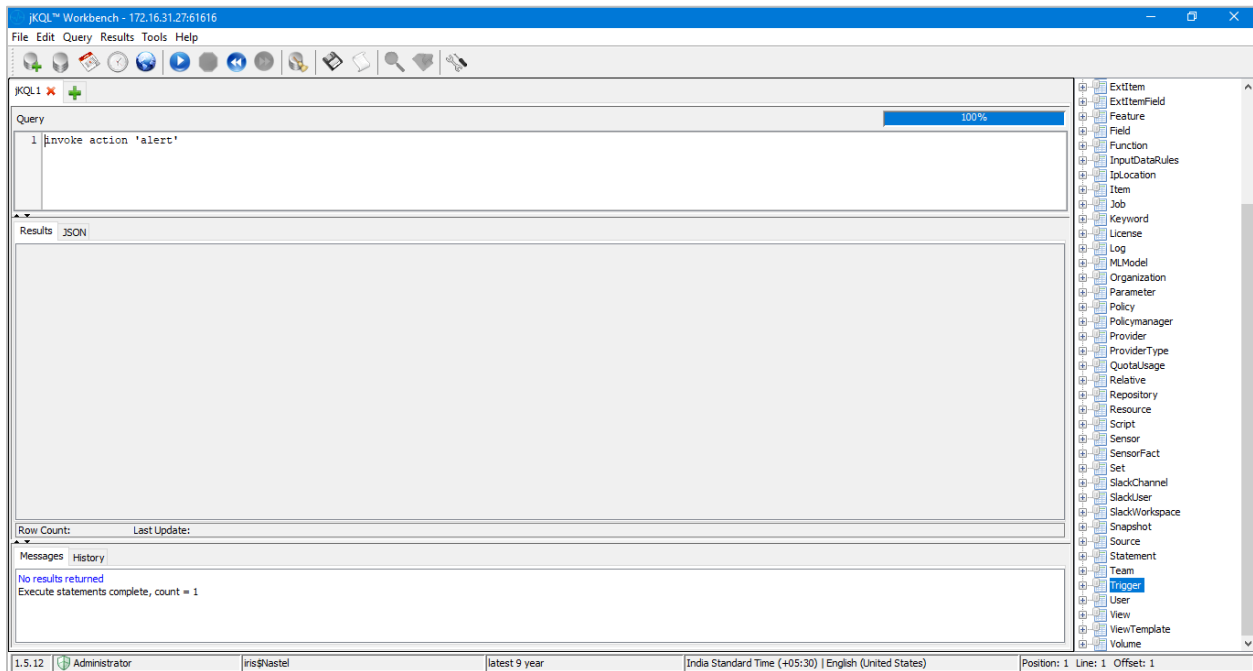 jKQL™ Workbench - 172.16.31.27:61616
File Edit Query Results Tools Help
jKQL1
Query
100%
1 invoke action 'alert'
Results JSON
Row Count: Last Update:
Messages History
No results returned
Execute statements complete, count = 1
ExtItem
ExtItemField
Feature
Field
Function
InputDataRules
IpLocation
Item
Job
Keyword
License
Log
MLModel
Organization
Parameter
Policy
Policymanager
Provider
ProviderType
QuotaUsage
Relative
Repository
Resource
Script
Sensor
SensorFact
Set
SlackChannel
SlackUser
SlackWorkspace
Snapshot
Source
Statement
Team
Trigger
User
View
ViewTemplate
Volume
1.5.12 Administrator iris$Nastel latest 9 year India Standard Time (+05:30) | English (United States) Position: 1 Line: 1 Offset: 1